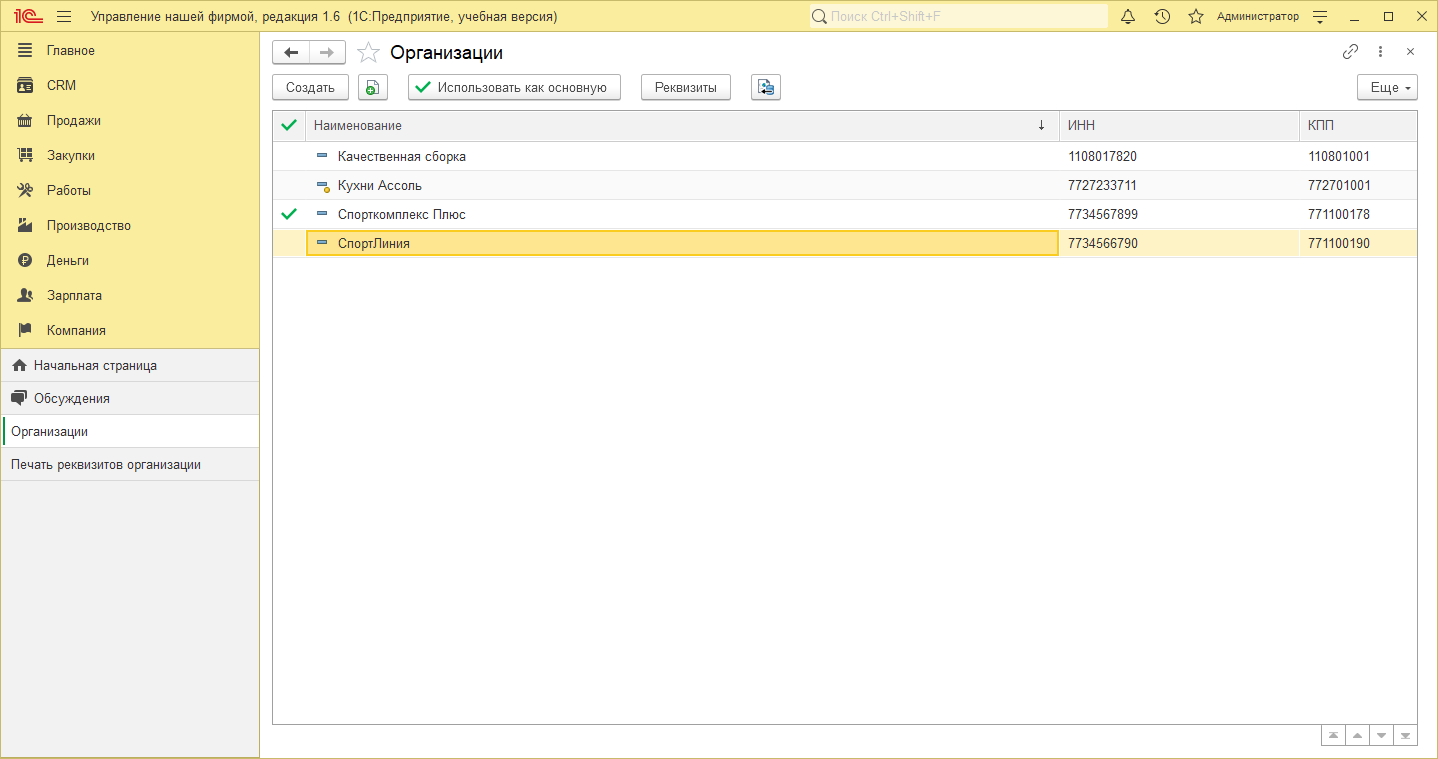 1С Управление нашей фирмой, редакция 1.6 (1С:Предприятие, учебная версия) Поиск Ctrl+Shift+F Администратор
Главное
CRM
Продажи
Закупки
Работы
Производство
Деньги
Зарплата
Компания
Начальная страница
Обсуждения
Организации
Печать реквизитов организации
Организации
Создать Использовать как основную Реквизиты Еще
Наименование ИНН КПП
Качественная сборка 1108017820 110801001
Кухни Ассоль 7727233711 772701001
Спорткомплекс Плюс 7734567899 771100178
СпортЛиния 7734566790 771100190